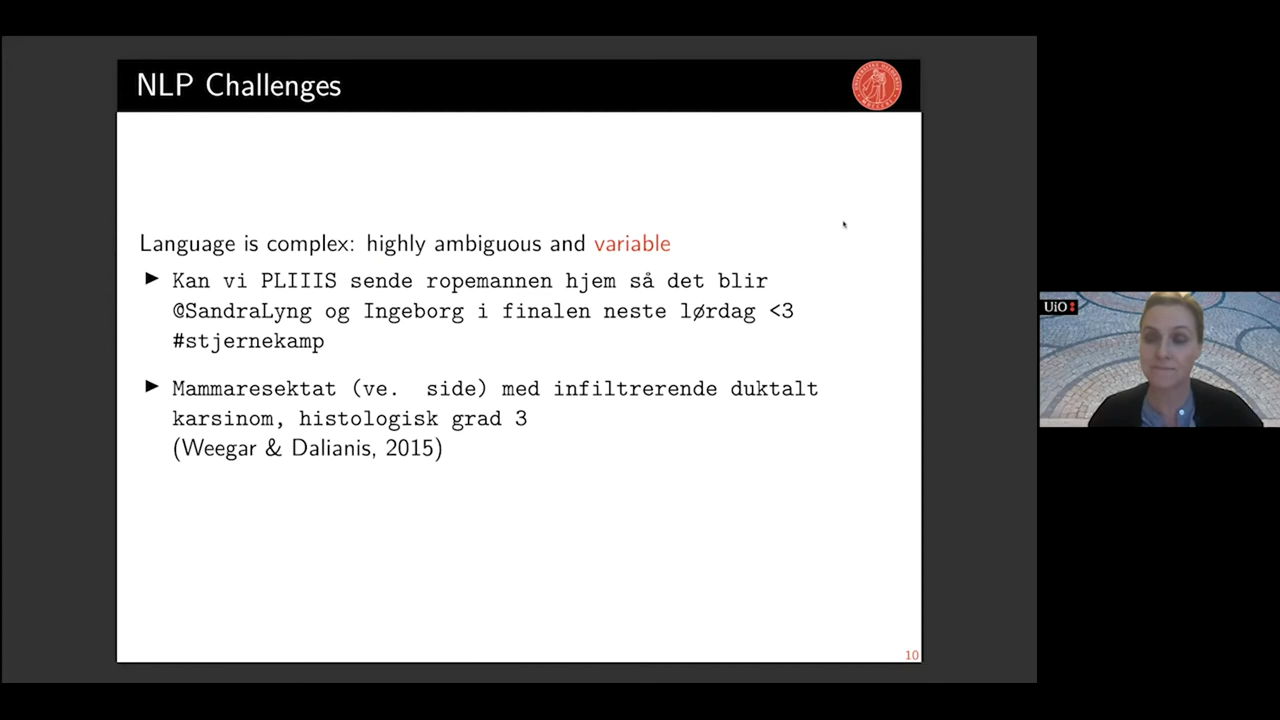 NLP Challenges
Language is complex: highly ambiguous and variable
Kan vi PLIIIS sende ropemannen hjem så det blir
@SandraLyng og Ingeborg i finalen neste lørdag <3
#stjernekamp
Mammaresektat (ve. side) med infiltrerende duktalt
karsinom, histologisk grad 3
(Weegar & Dalianis, 2015)
10
UiO